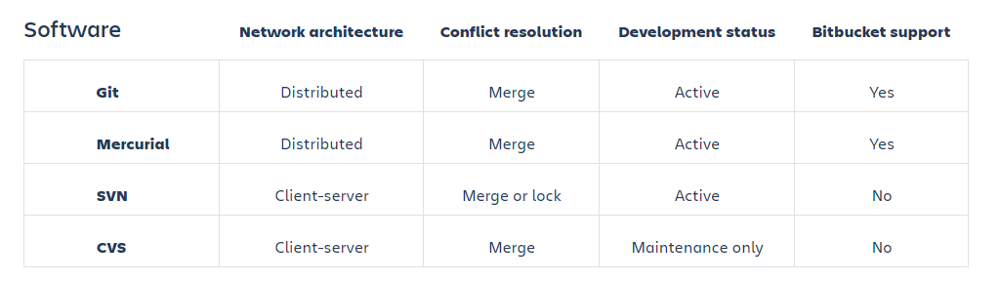 Software Network architecture Conflict resolution Development status Bitbucket support
Git Distributed Merge Active Yes
Mercurial Distributed Merge Active Yes
SVN Client-server Merge or lock Active No
CVS Client-server Merge Maintenance only No